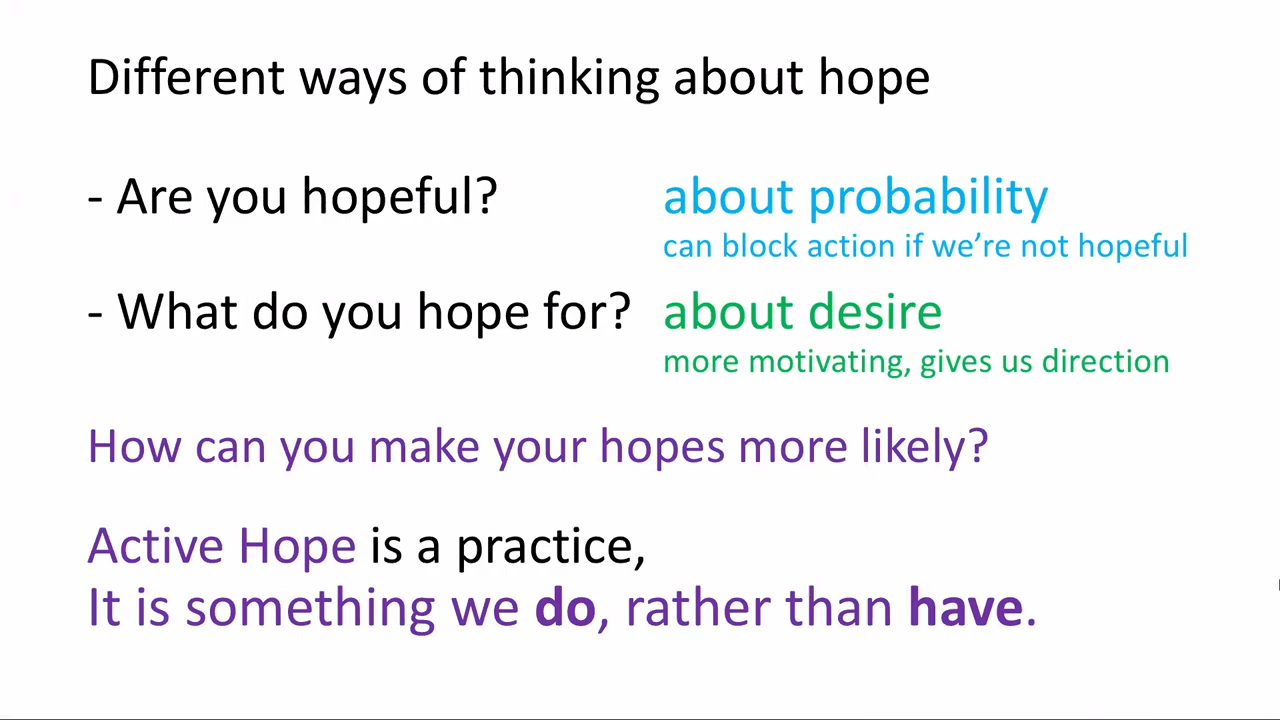 Different ways of thinking about hope
- Are you hopeful? about probability
can block action if we’re not hopeful
- What do you hope for? about desire
more motivating, gives us direction
How can you make your hopes more likely?
Active Hope is a practice,
It is something we do, rather than have.